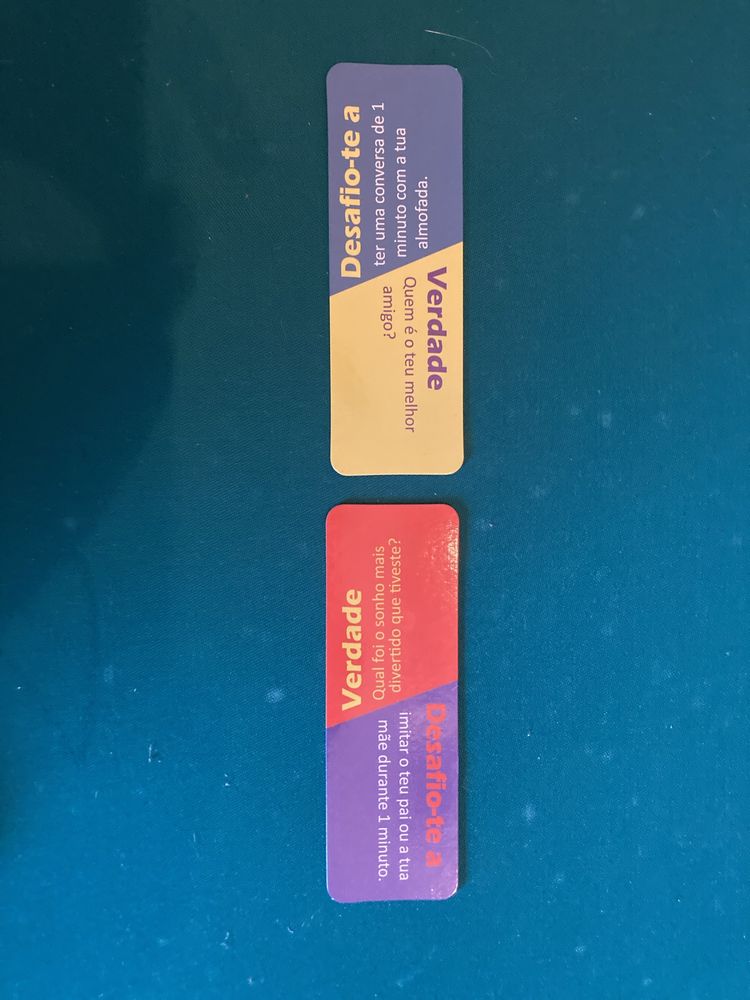 Desafio-te a
ter uma conversa de 1
minuto com a tua
almofada.
Verdade
Quem é o teu melhor
amigo?
Verdade
Qual foi o sonho mais
divertido que tiveste?
Desafio-te a
imitar o teu pai ou a tua
mãe durante 1 minuto.